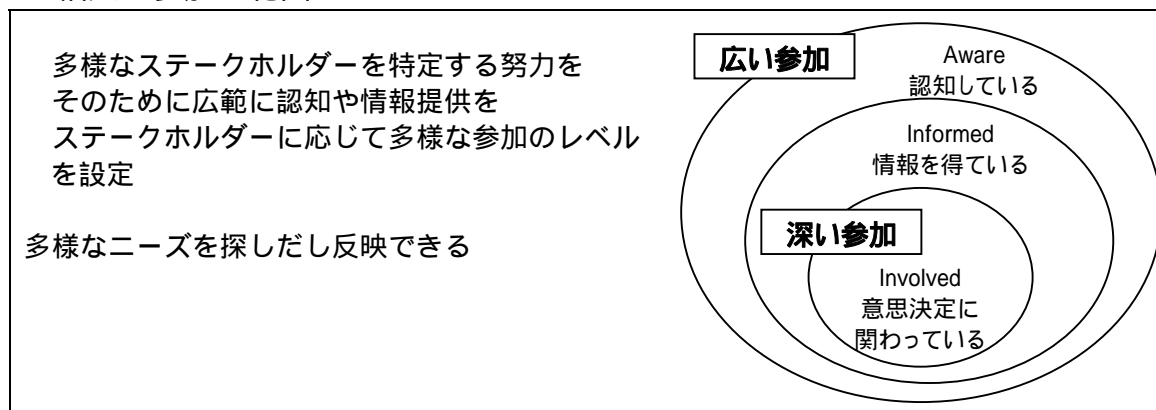 多様なステークホルダーを特定する努力を
そのために広範に認知や情報提供を
ステークホルダーに応じて多様な参加のレベル
を設定
多様なニーズを探しだし反映できる
広い参加
Aware
認知している
Informed
情報を得ている
深い参加
Involved
意思決定に
関わっている